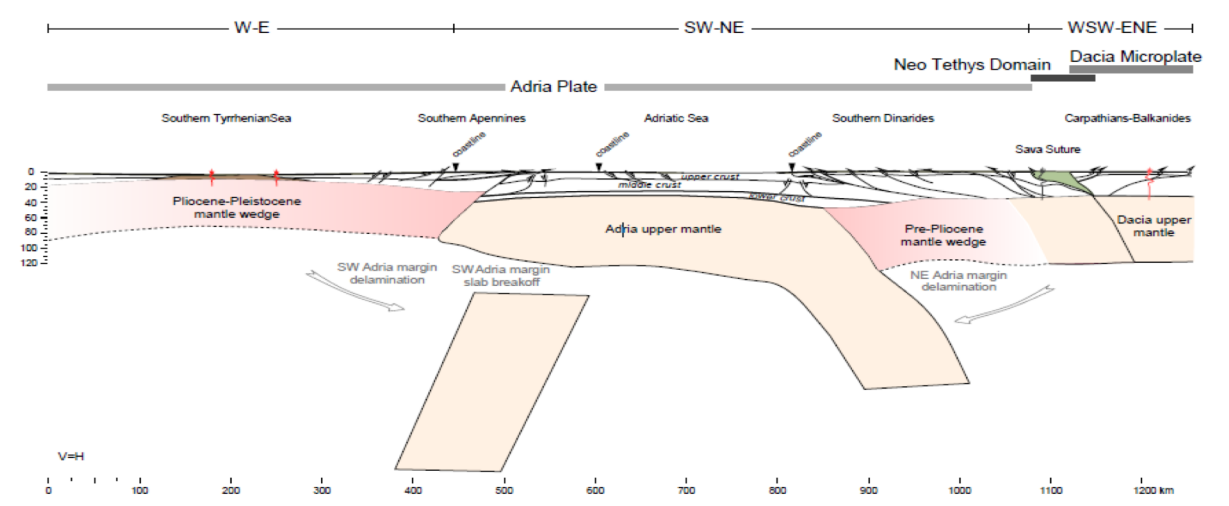 W-E SW-NE WSW-ENE
Dacia Microplate
Neo Tethys Domain
Adria Plate
Southern TyrrhenianSea Southern Apennines Adriatic Sea Southern Dinarides Carpathians-Balkanides
coastline coastline coastline Sava Suture
0
20
40
60
80
100
120
upper crust
middle crust
lower crust
Pliocene-Pleistocene
mantle wedge
Adria upper mantle
Pre-Pliocene
mantle wedge
Dacia upper
mantle
SW Adria margin
delamination
SW Adria margin
slab breakoff
NE Adria margin
delamination
V=H
0 100 200 300 400 500 600 700 800 900 1000 1100 1200 km